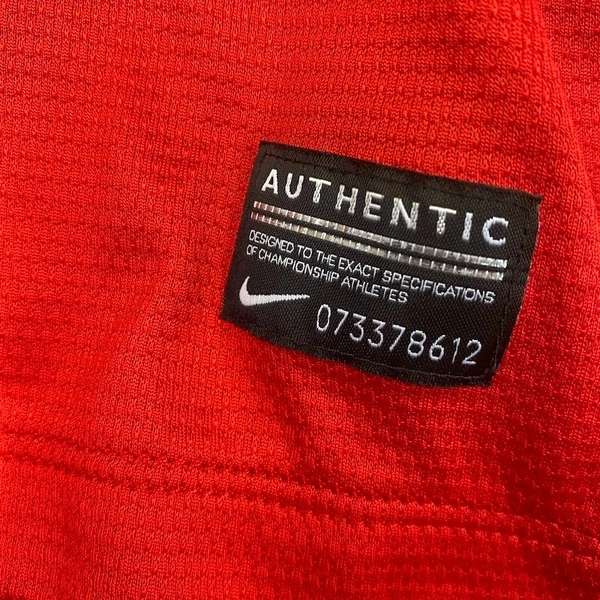 AUTHENTIC
DESIGNED TO THE EXACT SPECIFICATIONS
OF CHAMPIONSHIP ATHLETES
073378612